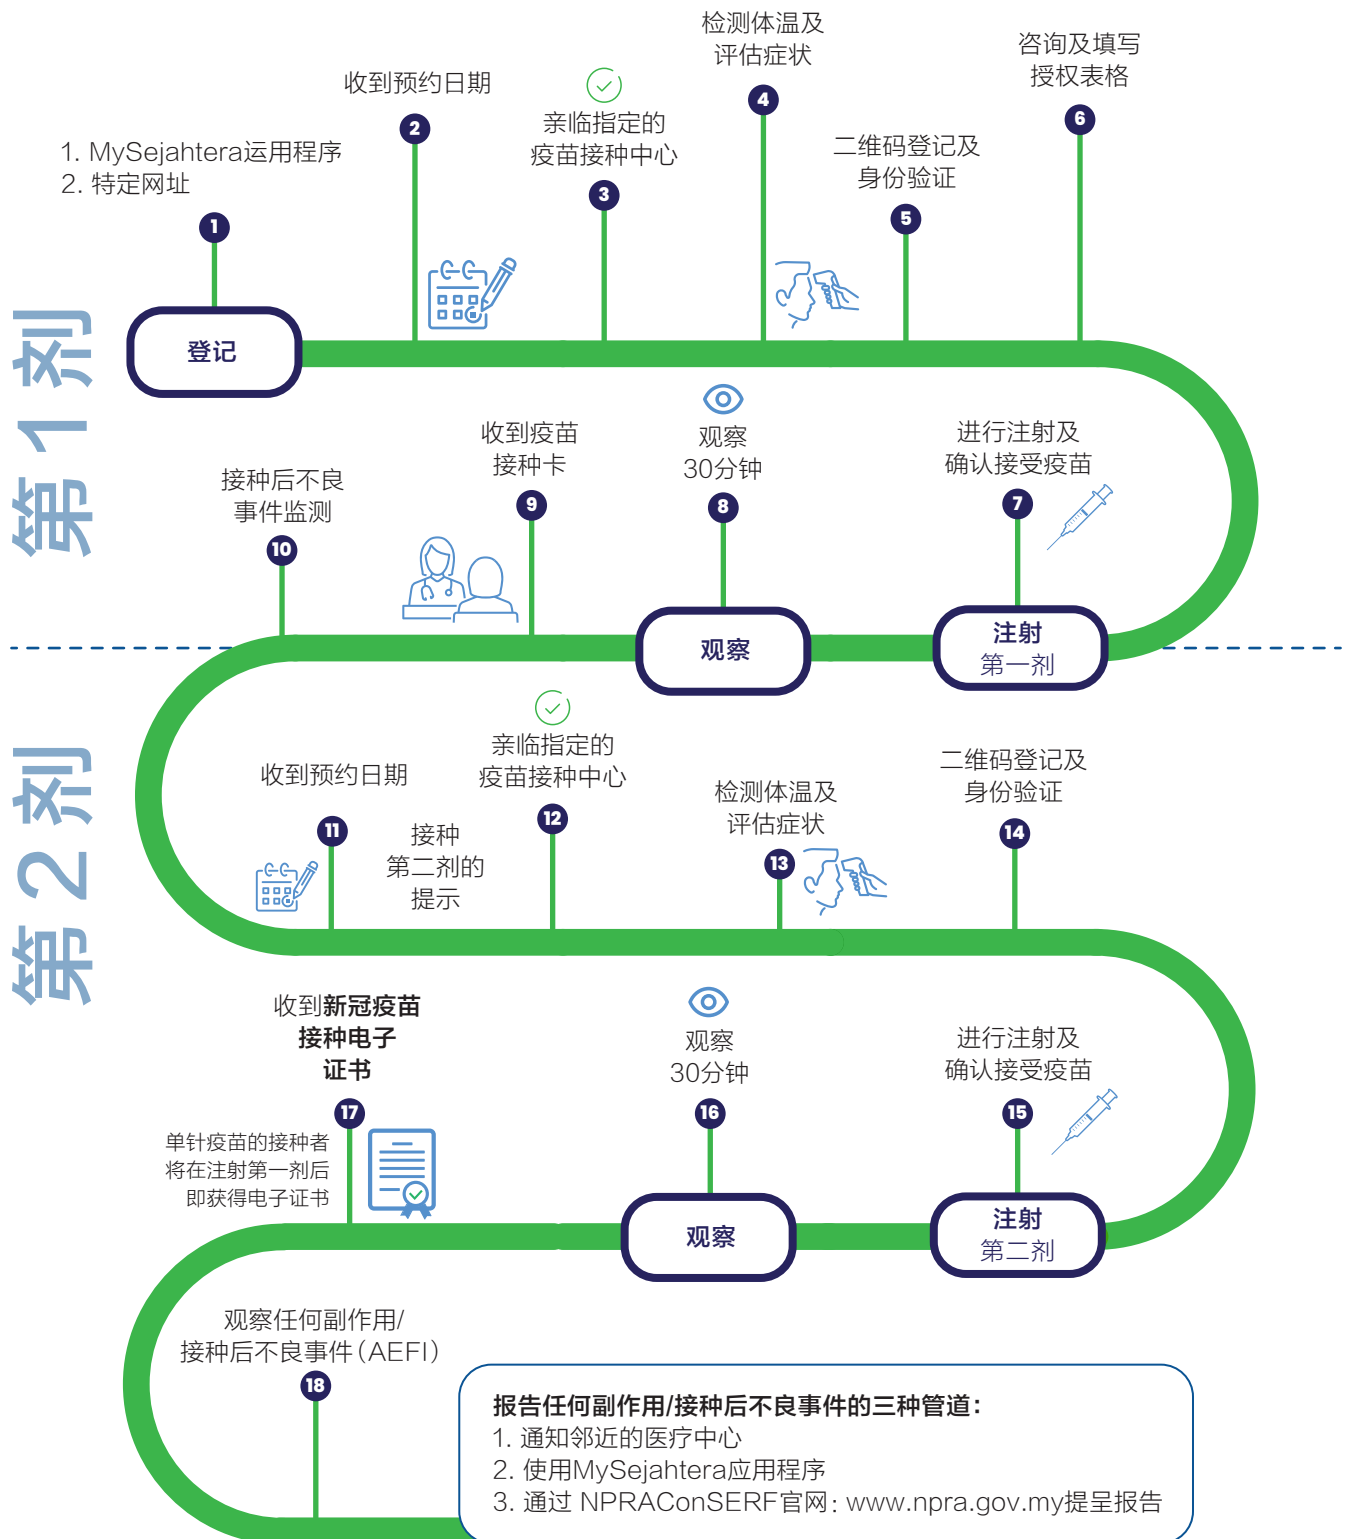 第 1 剂
1. MySejahtera运用程序
2. 特定网址
1
登记
收到预约日期
2
亲临指定的
疫苗接种中心
3
检测体温及
评估症状
4
二维码登记及
身份验证
5
咨询及填写
授权表格
6
进行注射及
确认接受疫苗
7
注射
第一剂
观察
30分钟
8
观察
收到疫苗
接种卡
9
接种后不良
事件监测
10
第 2 剂
收到预约日期
11
接种
第二剂的
提示
亲临指定的
疫苗接种中心
12
检测体温及
评估症状
13
二维码登记及
身份验证
14
进行注射及
确认接受疫苗
15
注射
第二剂
观察
30分钟
16
观察
收到新冠疫苗
接种电子
证书
17
单针疫苗的接种者
将在注射第一剂后
即获得电子证书
观察任何副作用/
接种后不良事件（AEFI）
18
报告任何副作用/接种后不良事件的三种管道：
1. 通知邻近的医疗中心
2. 使用MySejahtera应用程序
3. 通过 NPRAConSERF官网：www.npra.gov.my提呈报告